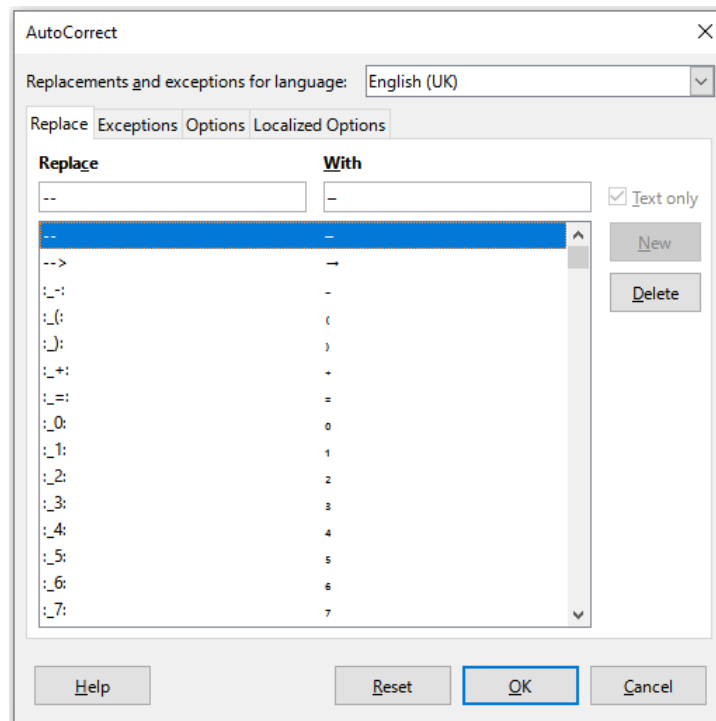 AutoCorrect
Replacements and exceptions for language: English (UK)
Replace Exceptions Options Localized Options
Replace With
-- – Text only
-- –
New
--> →
:_-: ₋
Delete
:_(: ₍
:_): ₎
:_+: ₊
:_=: ₌
:_0: ₀
:_1: ₁
:_2: ₂
:_3: ₃
:_4: ₄
:_5: ₅
:_6: ₆
:_7: ₇
Help Reset OK Cancel